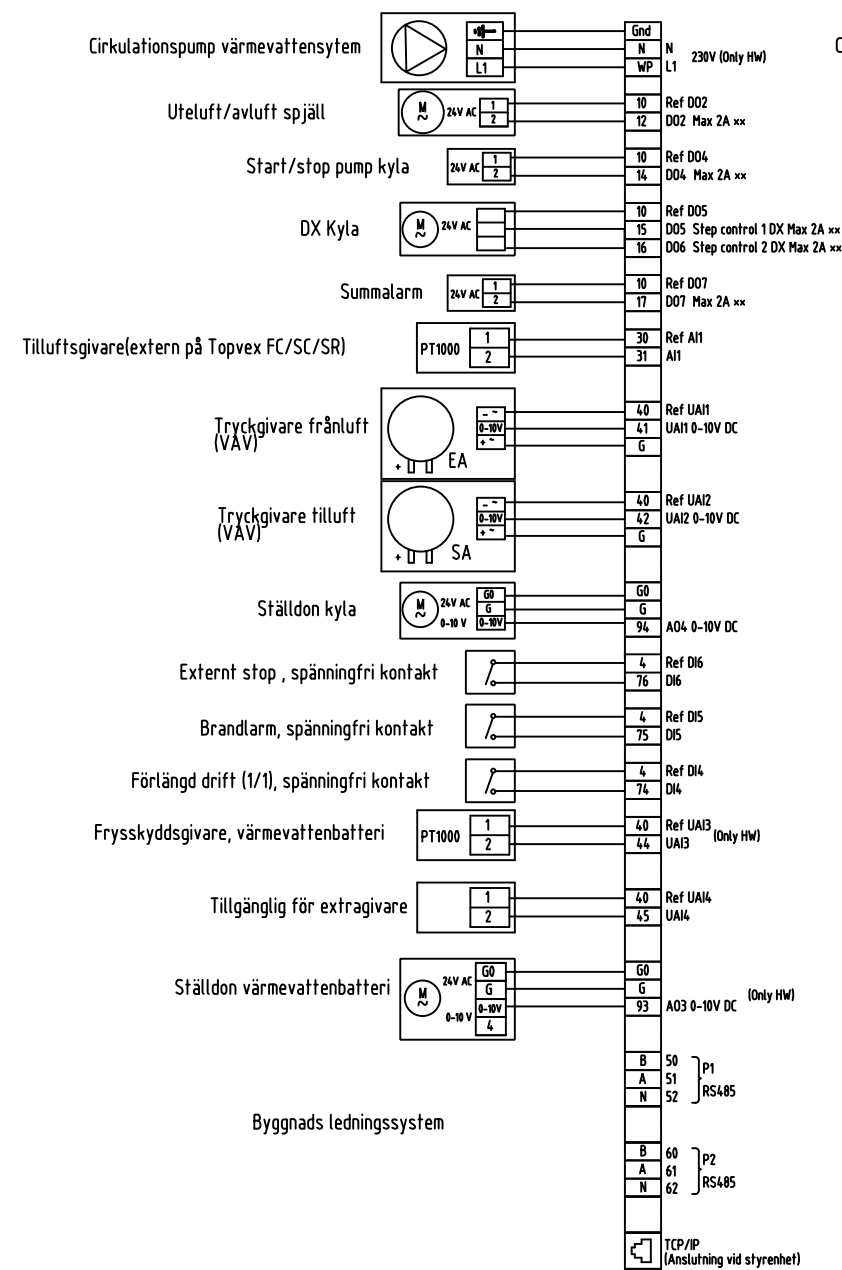 Cirkulationspump värmevattensytem
N
L1
Gnd
N N
WP L1
230V (Only HW)
Uteluft/avluft spjäll
M
~
24V AC
1
2
10 Ref DO2
12 DO2 Max 2A ××
Start/stop pump kyla
24V AC
1
2
10 Ref DO4
14 DO4 Max 2A ××
DX Kyla
M
~
24V AC
10 Ref DO5
15 DO5 Step control 1 DX Max 2A ××
16 DO6 Step control 2 DX Max 2A ××
Summalarm
24V AC
1
2
10 Ref DO7
17 DO7 Max 2A ××
Tilluftsgivare(extern på Topvex FC/SC/SR)
PT1000
1
2
30 Ref AI1
31 AI1
Tryckgivare frånluft
(VAV)
- ~
0-10V
+ ~
+
EA
40 Ref UAI1
41 UAI1 0-10V DC
G
Tryckgivare tilluft
(VAV)
- ~
0-10V
+ ~
+
SA
40 Ref UAI2
42 UAI2 0-10V DC
G
Ställdon kyla
M
~
24V AC
0-10 V
G0
G
0-10V
G0
G
94 AO4 0-10V DC
Externt stop , spänningfri kontakt
4 Ref DI6
76 DI6
Brandlarm, spänningfri kontakt
4 Ref DI5
75 DI5
Förlängd drift (1/1), spänningfri kontakt
4 Ref DI4
74 DI4
Frysskyddsgivare, värmevattenbatteri
PT1000
1
2
40 Ref UAI3
44 UAI3
(Only HW)
Tillgänglig för extragivare
1
2
40 Ref UAI4
45 UAI4
Ställdon värmevattenbatteri
M
~
24V AC
0-10 V
G0
G
0-10V
4
G0
G
93 AO3 0-10V DC
(Only HW)
B 50
A 51
N 52
P1
RS485
Byggnads ledningssystem
B 60
A 61
N 62
P2
RS485
TCP/IP
(Anslutning vid styrenhet)